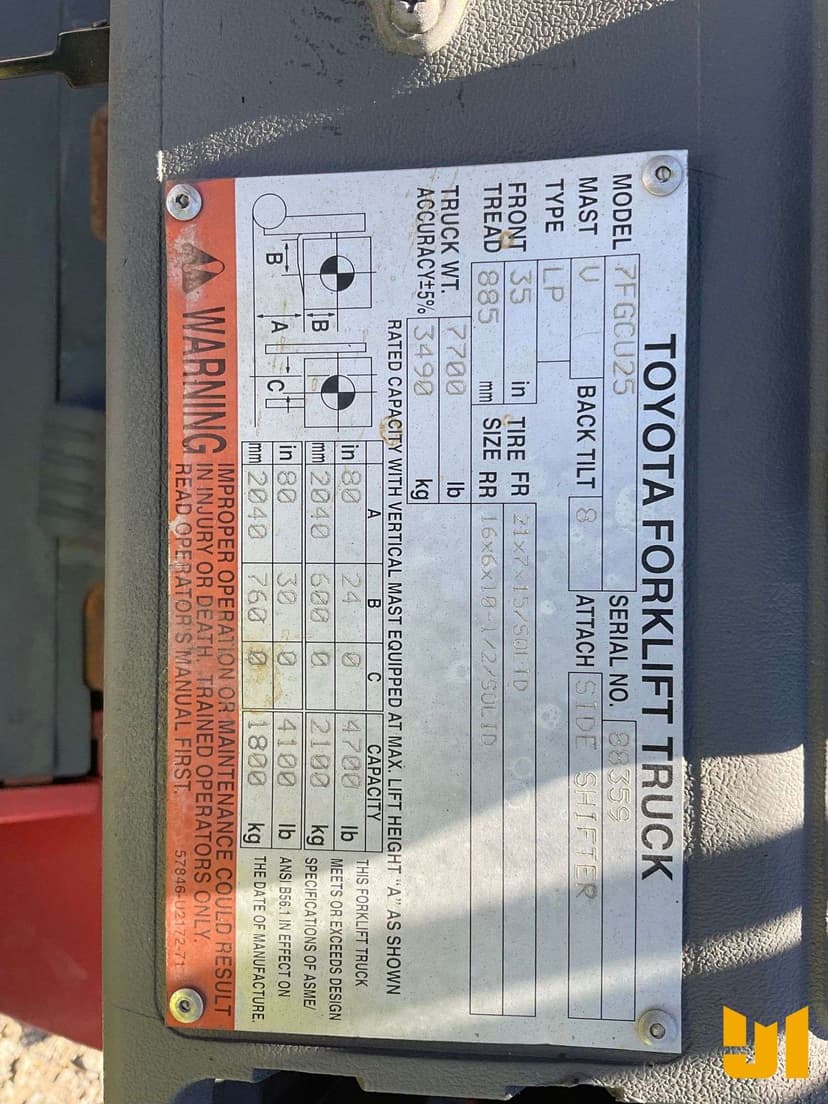 TOYOTA FORKLIFT TRUCK
MODEL 7FGCU25 SERIAL NO. 88359
MAST V BACK TILT 8 ATTACH SIDE SHIFTER
TYPE LP
FRONT 35 in TIRE FR 21x7x15/SOLID
TREAD 885 mm SIZE RR 16x6x10-1/2/SOLID
TRUCK WT. 7700 lb
ACCURACY±5% 3490 kg
RATED CAPACITY WITH VERTICAL MAST EQUIPPED AT MAX. LIFT HEIGHT "A" AS SHOWN
A B C CAPACITY
in 80 24 0 4700 lb
mm 2040 600 0 2100 kg
in 80 30 0 4100 lb
mm 2040 760 0 1800 kg
B A B C
THIS FORKLIFT TRUCK
MEETS OR EXCEEDS DESIGN
SPECIFICATIONS OF ASME/
ANSI B56.1 IN EFFECT ON
THE DATE OF MANUFACTURE.
WARNING
IMPROPER OPERATION OR MAINTENANCE COULD RESULT
IN INJURY OR DEATH. TRAINED OPERATORS ONLY.
READ OPERATOR'S MANUAL FIRST.
57846-U2172-71